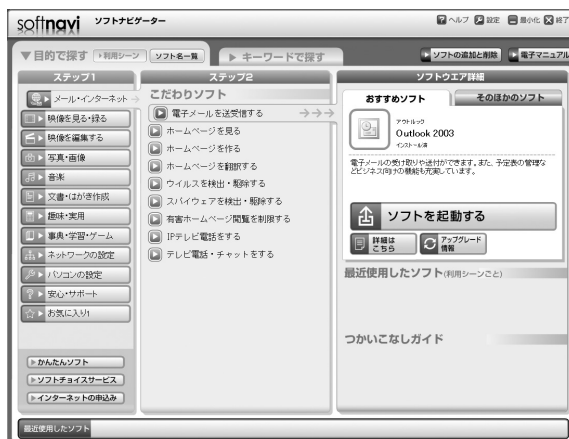 softnavi ソフトナビゲーター
ヘルプ 設定 最小化 終了
目的で探す 利用シーン ソフト名一覧 キーワードで探す ソフトの追加と削除 電子マニュアル
ステップ1
メール・インターネット
映像を見る・録る
映像を編集する
写真・画像
音楽
文書・はがき作成
趣味・実用
事典・学習・ゲーム
ネットワークの設定
パソコンの設定
安心・サポート
お気に入り1
かんたんソフト
ソフトチョイスサービス
インターネットの申込み
ステップ2
こだわりソフト
電子メールを送受信する
ホームページを見る
ホームページを作る
ホームページを翻訳する
ウイルスを検出・駆除する
スパイウェアを検出・駆除する
有害ホームページ閲覧を制限する
IPテレビ電話をする
テレビ電話・チャットをする
ソフトウエア詳細
おすすめソフト そのほかのソフト
アウトルック
Outlook 2003
インストール済
電子メールの受け取りや送付ができます。また、予定表の管理な
どビジネス向けの機能も充実しています。
ソフトを起動する
詳細は
こちら
アップグレード
情報
最近使用したソフト(利用シーンごと)
つかいこなしガイド
最近使用したソフト